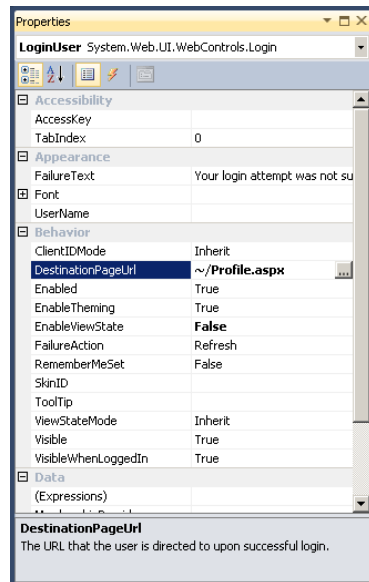 Properties
LoginUser System.Web.UI.WebControls.Login
Accessibility
AccessKey
TabIndex 0
Appearance
FailureText Your login attempt was not su
Font
UserName
Behavior
ClientIDMode Inherit
DestinationPageUrl ~/Profile.aspx ...
Enabled True
EnableTheming True
EnableViewState False
FailureAction Refresh
RememberMeSet False
SkinID
ToolTip
ViewStateMode Inherit
Visible True
VisibleWhenLoggedIn True
Data
(Expressions)
DestinationPageUrl
The URL that the user is directed to upon successful login.